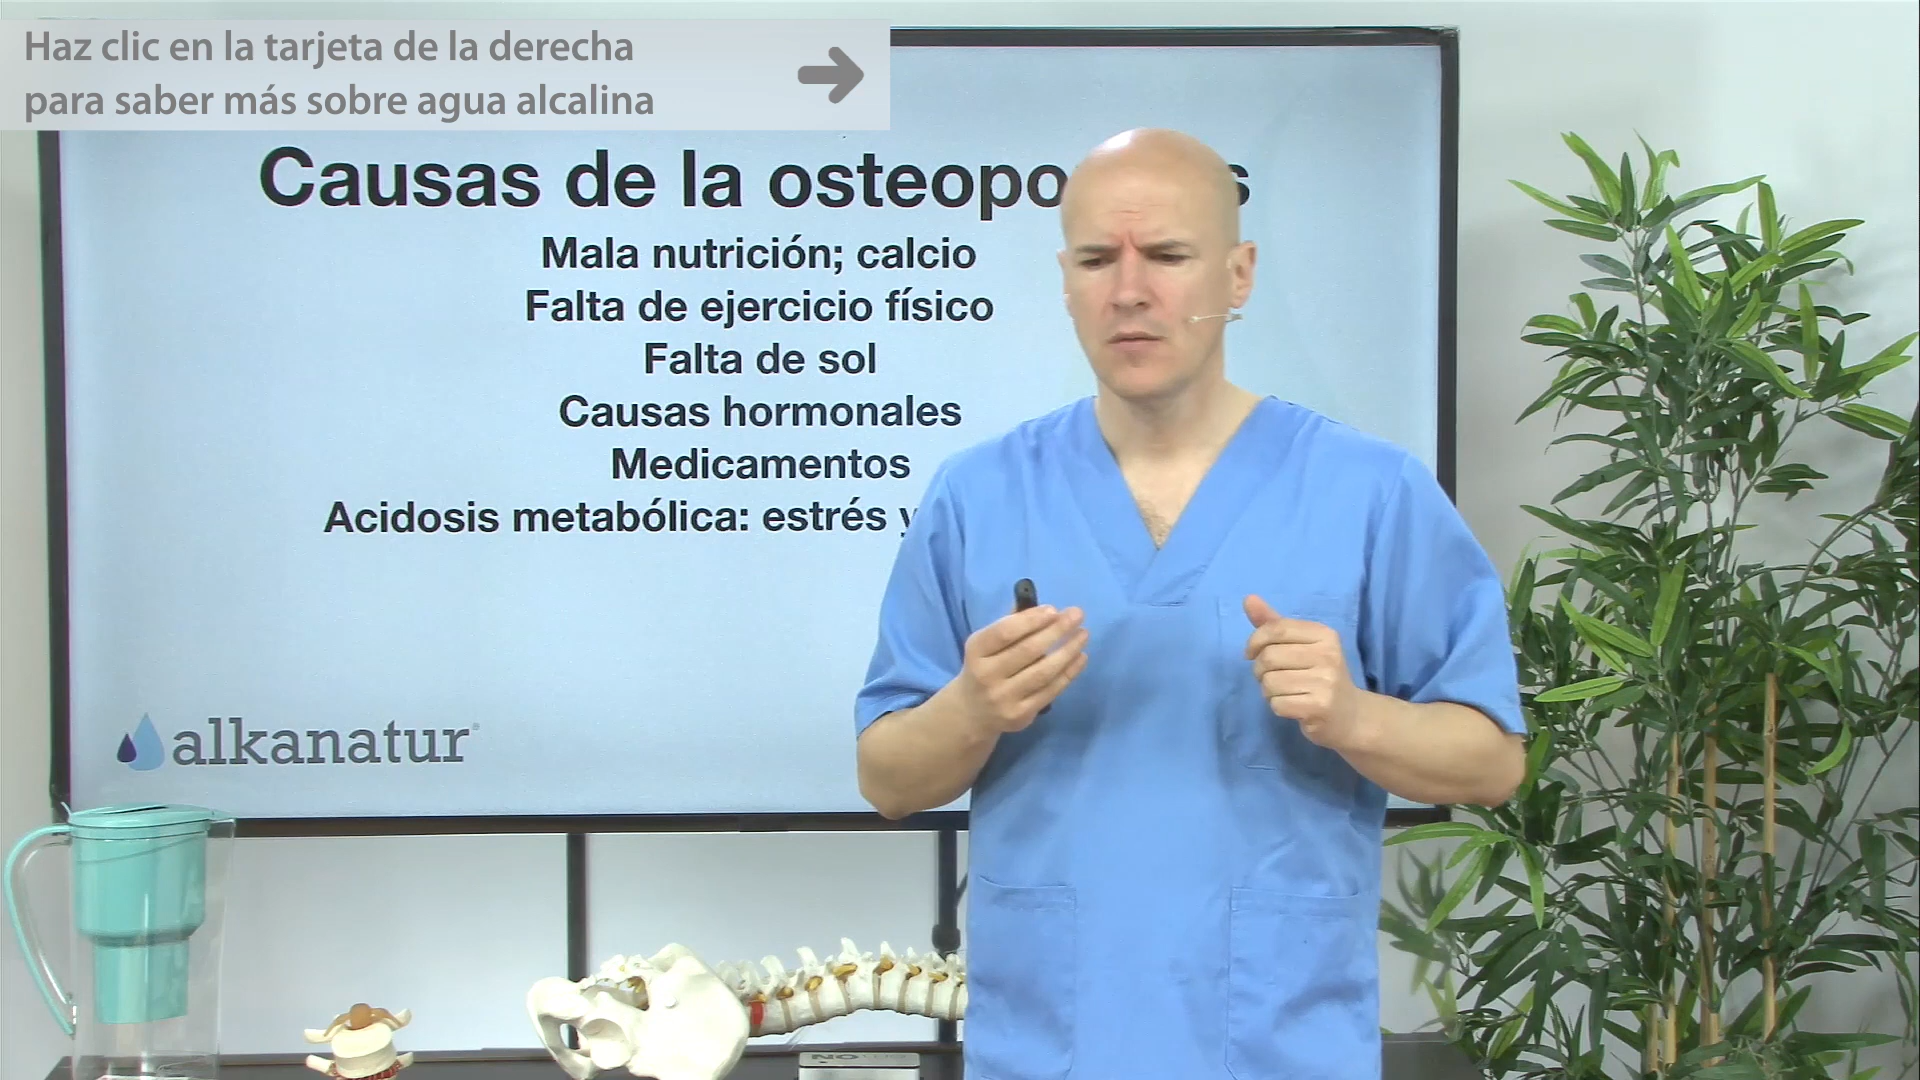 Haz clic en la tarjeta de la derecha
para saber más sobre agua alcalina
Causas de la
Mala nutrición; calcio
Falta de ejercicio físico
Falta de sol
Causas hormonales
Medicamentos
Acidosis metabólica: estrés y
alkanatur